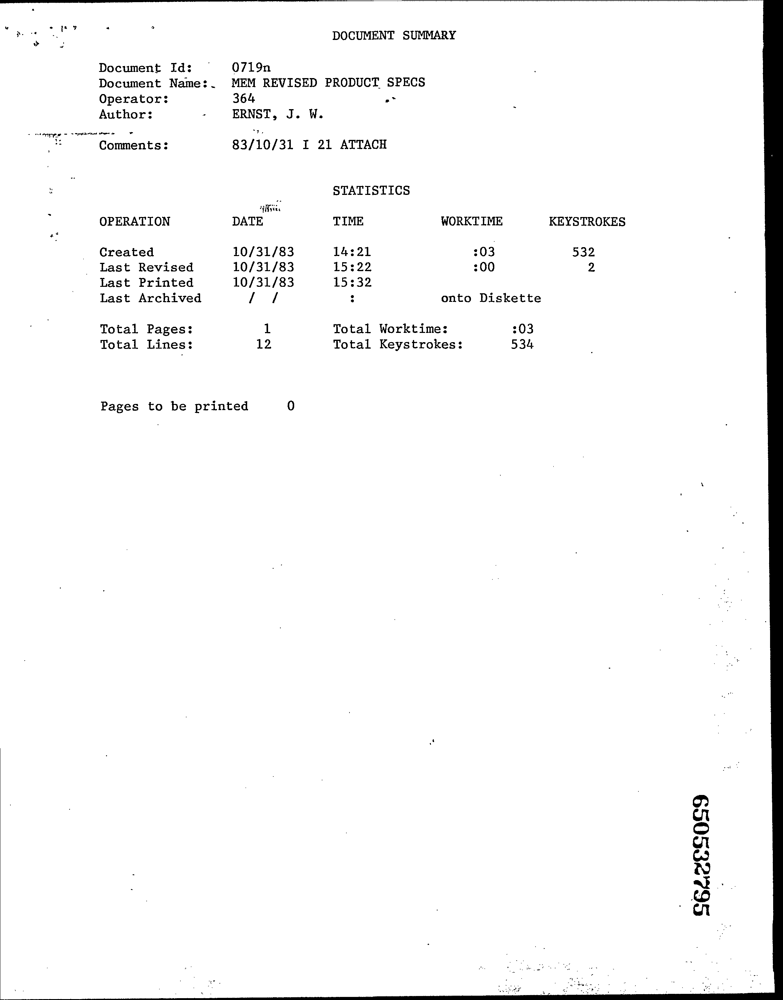 DOCUMENT SUMMARY
Document Id: 0719n
Document Name: MEM REVISED PRODUCT SPECS
Operator: 364
Author: ERNST, J. W.
Comments: 83/10/31 I 21 ATTACH
STATISTICS
OPERATION DATE TIME WORKTIME KEYSTROKES
Created 10/31/83 14:21 :03 532
Last Revised 10/31/83 15:22 :00 2
Last Printed 10/31/83 15:32
Last Archived / / : onto Diskette
Total Pages: 1 Total Worktime: :03
Total Lines: 12 Total Keystrokes: 534
Pages to be printed 0
650532795